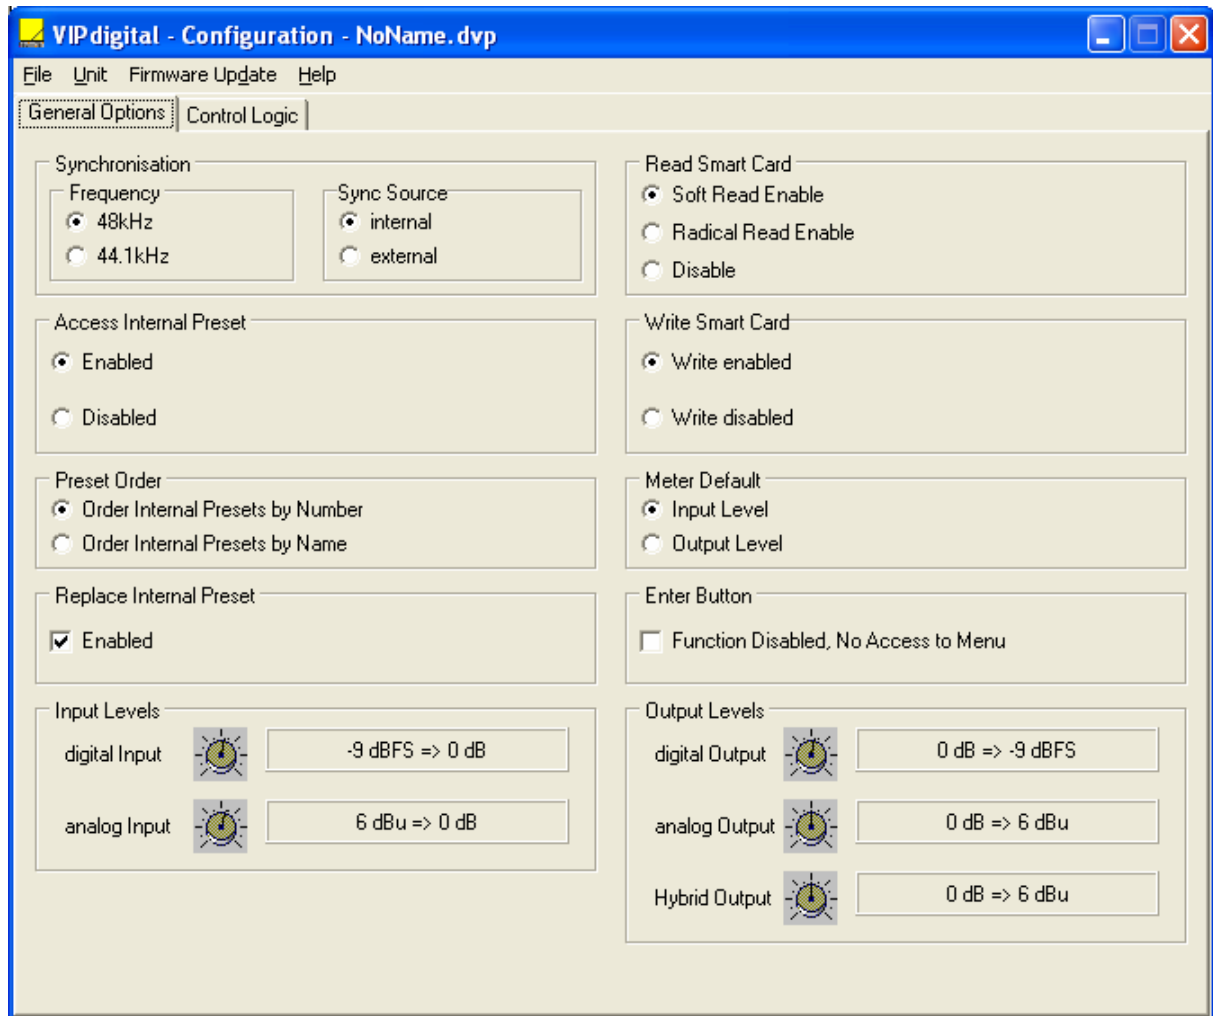 VIPdigital - Configuration - NoName.dvp
File Unit Firmware Update Help
General Options Control Logic
Synchronisation
Frequency
48kHz
44.1kHz
Sync Source
internal
external
Read Smart Card
Soft Read Enable
Radical Read Enable
Disable
Access Internal Preset
Enabled
Disabled
Write Smart Card
Write enabled
Write disabled
Preset Order
Order Internal Presets by Number
Order Internal Presets by Name
Meter Default
Input Level
Output Level
Replace Internal Preset
Enabled
Enter Button
Function Disabled, No Access to Menu
Input Levels
digital Input -9 dBFS => 0 dB
analog Input 6 dBu => 0 dB
Output Levels
digital Output 0 dB => -9 dBFS
analog Output 0 dB => 6 dBu
Hybrid Output 0 dB => 6 dBu